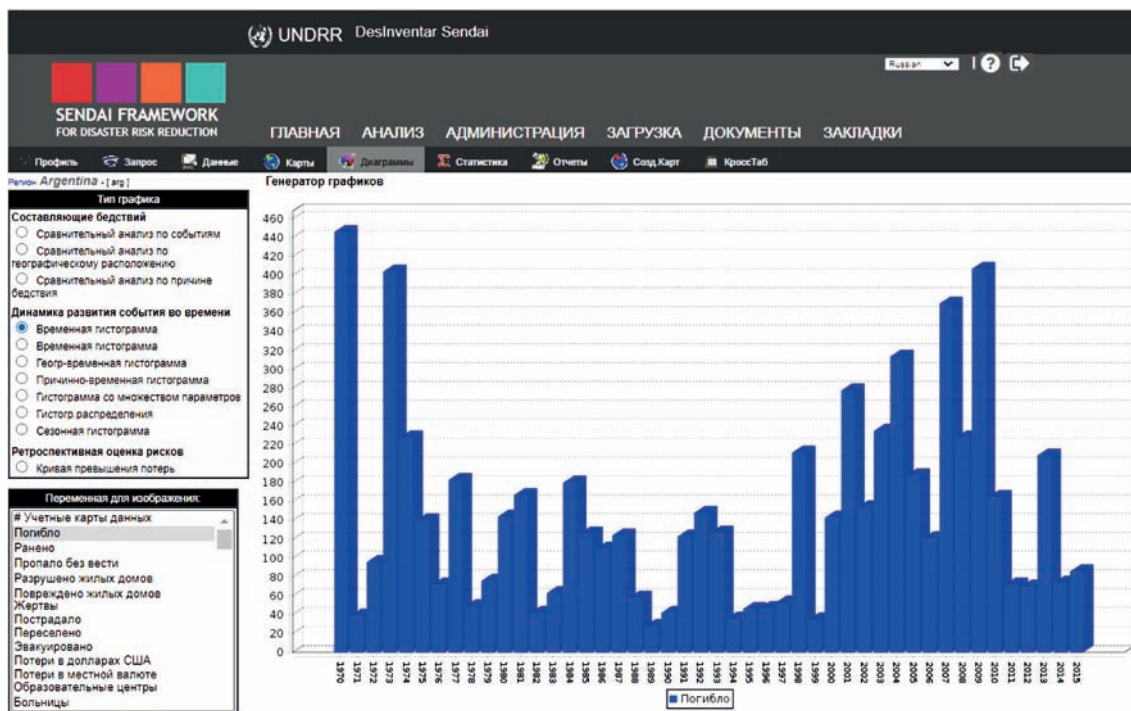 UNDRR DesInventar Sendai
Russian
SENDAI FRAMEWORK
FOR DISASTER RISK REDUCTION
ГЛАВНАЯ АНАЛИЗ АДМИНИСТРАЦИЯ ЗАГРУЗКА ДОКУМЕНТЫ ЗАКЛАДКИ
Профиль Запрос Данные Карты Диаграммы Статистика Отчеты Созд.Карт КроссТаб
Регион Argentina - [ arg ]
Генератор графиков
Тип графика
Составляющие бедствий
Сравнительный анализ по событиям
Сравнительный анализ по
географическому расположению
Сравнительный анализ по причине
бедствия
Динамика развития события во времени
Временная гистограмма
Временная гистограмма
Геогр-временная гистограмма
Причинно-временная гистограмма
Гистограмма со множеством параметров
Гистогр распределения
Сезонная гистограмма
Ретроспективная оценка рисков
Кривая превышения потерь
Переменная для изображения:
# Учетные карты данных
Погибло
Ранено
Пропало без вести
Разрушено жилых домов
Повреждено жилых домов
Жертвы
Пострадало
Переселено
Эвакуировано
Потери в долларах США
Потери в местной валюте
Образовательные центры
Больницы
460
440
420
400
380
360
340
320
300
280
260
240
220
200
180
160
140
120
100
80
60
40
20
0
1970 1971 1972 1973 1974 1975 1976 1977 1978 1979 1980 1981 1982 1983 1984 1985 1986 1987 1988 1989 1990 1991 1992 1993 1994 1995 1996 1997 1998 1999 2000 2001 2002 2003 2004 2005 2006 2007 2008 2009 2010 2011 2012 2013 2014 2015
Погибло